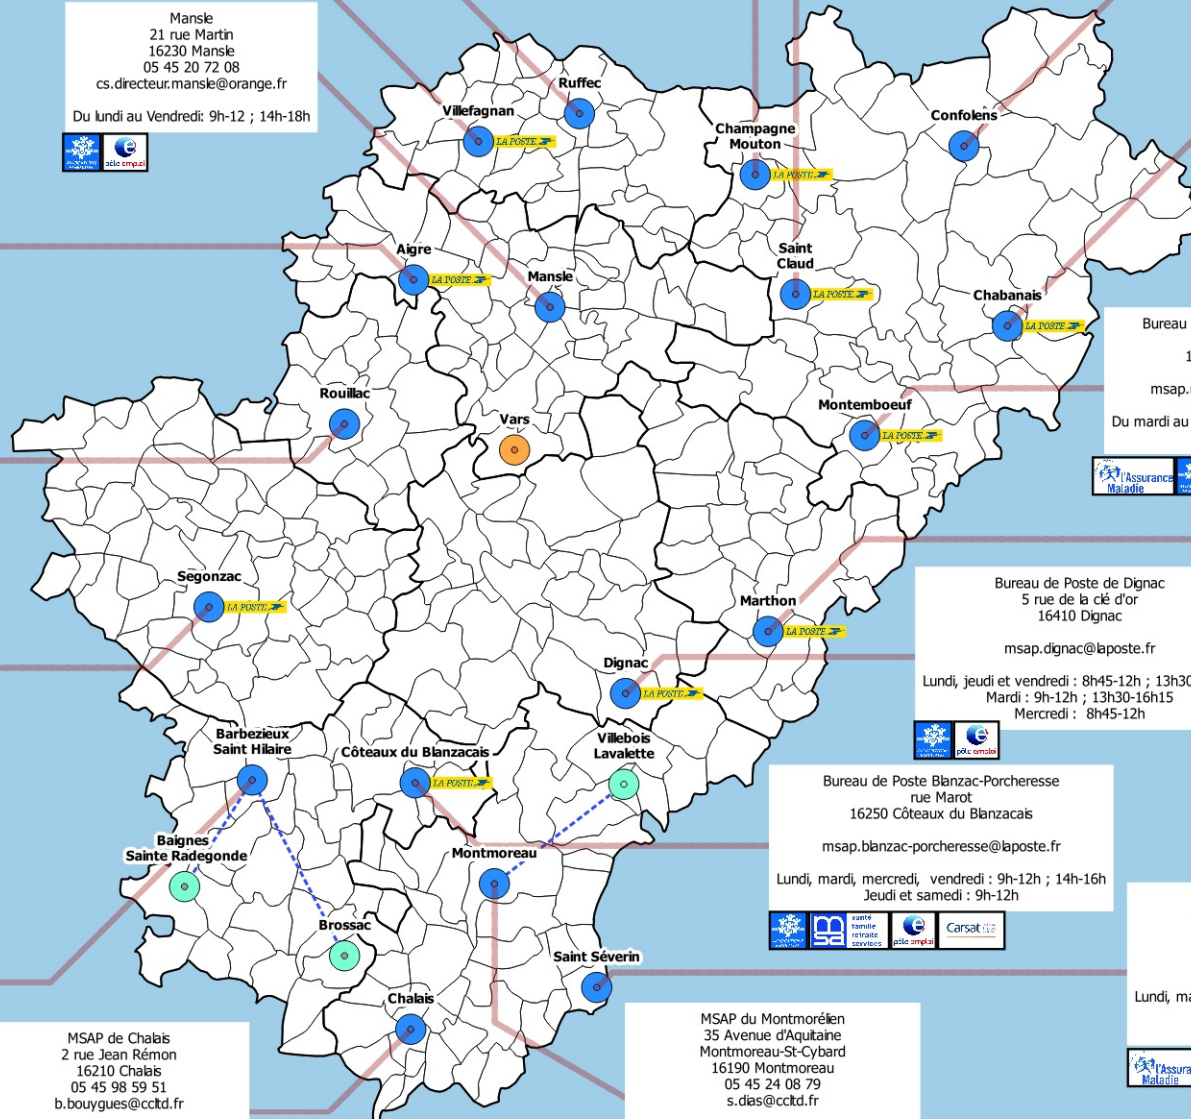 Mansle
21 rue Martin
16230 Mansle
05 45 20 72 08
cs.directeur.mansle@orange.fr
Du lundi au Vendredi: 9h-12 ; 14h-18h
pôle emploi
Ruffec
Villefagnan
LA POSTE
Champagne
Mouton
LA POSTE
Confolens
Aigre
LA POSTE
Mansle
Saint
Claud
LA POSTE
Chabanais
LA POSTE
Bureau
1
msap.
Du mardi au
l'Assurance
Maladie
Rouillac
Vars
Montemboeuf
LA POSTE
Segonzac
LA POSTE
Marthon
LA POSTE
Bureau de Poste de Dignac
5 rue de la clé d'or
16410 Dignac
msap.dignac@laposte.fr
Lundi, jeudi et vendredi : 8h45-12h ; 13h30
Mardi : 9h-12h ; 13h30-16h15
Mercredi : 8h45-12h
pôle emploi
Dignac
LA POSTE
Barbezieux
Saint Hilaire
Côteaux du Blanzacais
LA POSTE
Villebois
Lavalette
Bureau de Poste Blanzac-Porcheresse
rue Marot
16250 Côteaux du Blanzacais
msap.blanzac-porcheresse@laposte.fr
Lundi, mardi, mercredi, vendredi : 9h-12h ; 14h-16h
Jeudi et samedi : 9h-12h
msa
santé
famille
retraite
services
pôle emploi
Carsat
Baignes
Sainte Radegonde
Montmoreau
Brossac
Saint Séverin
Chalais
Lundi, ma
l'Assura
Maladie
MSAP de Chalais
2 rue Jean Rémon
16210 Chalais
05 45 98 59 51
b.bouygues@ccltd.fr
MSAP du Montmorélien
35 Avenue d'Aquitaine
Montmoreau-St-Cybard
16190 Montmoreau
05 45 24 08 79
s.dias@ccltd.fr